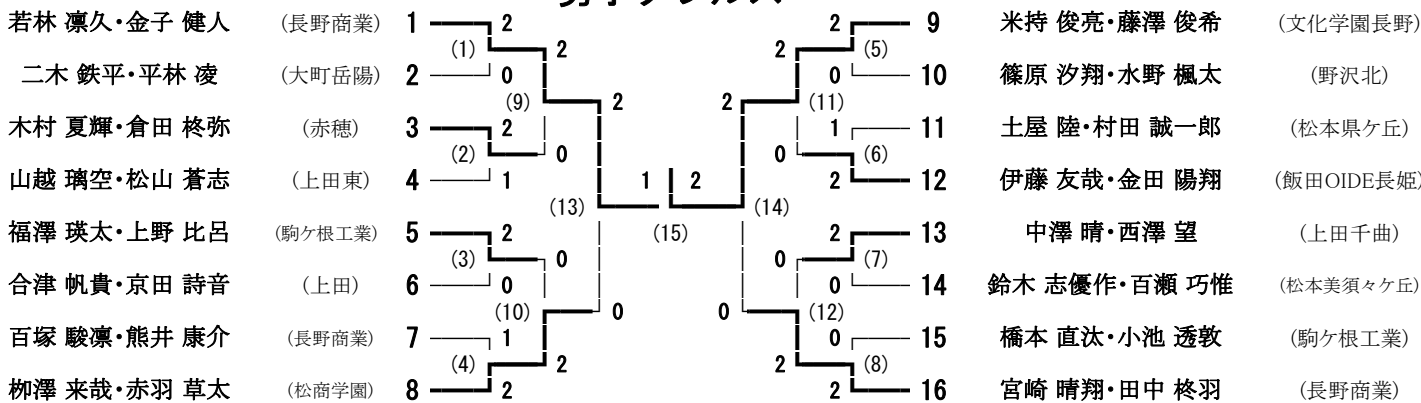 男子ダブルス
若林 凛久・金子 健人 (長野商業) 1 2 2 9 米持 俊亮・藤澤 俊希 (文化学園長野)
(1) 2 2 (5)
二木 鉄平・平林 凌 (大町岳陽) 2 0 0 10 篠原 汐翔・水野 楓太 (野沢北)
(9) 2 2 (11)
木村 夏輝・倉田 柊弥 (赤穂) 3 2 1 11 土屋 陸・村田 誠一郎 (松本県ケ丘)
(2) 0 0 (6)
山越 璃空・松山 蒼志 (上田東) 4 1 1 2 2 12 伊藤 友哉・金田 陽翔 (飯田OIDE長姫)
(13) (15) (14)
福澤 瑛太・上野 比呂 (駒ケ根工業) 5 2 2 13 中澤 晴・西澤 望 (上田千曲)
(3) 0 0 (7)
合津 帆貴・京田 詩音 (上田) 6 0 0 14 鈴木 志優作・百瀬 巧惟 (松本美須々ケ丘)
(10) 0 0 (12)
百塚 駿凛・熊井 康介 (長野商業) 7 1 0 15 橋本 直汰・小池 透敦 (駒ケ根工業)
(4) 2 2 (8)
栁澤 来哉・赤羽 草太 (松商学園) 8 2 2 16 宮崎 晴翔・田中 柊羽 (長野商業)